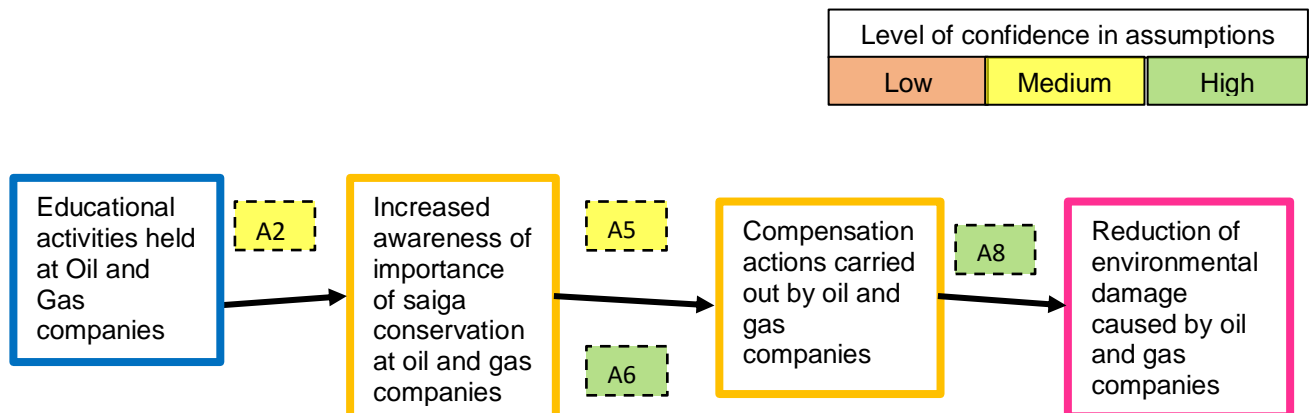 Level of confidence in assumptions
Low
Medium
High
Educational
activities held
at Oil and
Gas
companies
A2
Increased
awareness of
importance
of saiga
conservation
at oil and gas
companies
A5
A6
Compensation
actions carried
out by oil and
gas
companies
A8
Reduction of
environmental
damage
caused by oil
and gas
companies